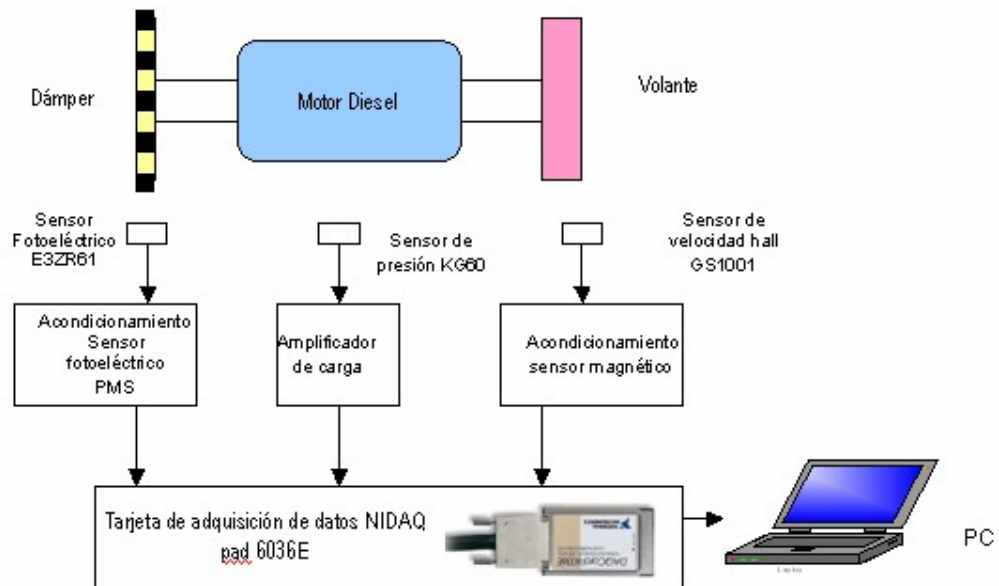 Dámper
Motor Diesel
Volante
Sensor
Fotoeléctrico
E3ZR61
Sensor de
presión KG60
Sensor de
velocidad hall
GS1001
Acondicionamiento
Sensor
fotoeléctrico
PMS
Amplificador
de carga
Acondicionamiento
sensor magnético
Tarjeta de adquisición de datos NIDAQ
pad 6036E
PC